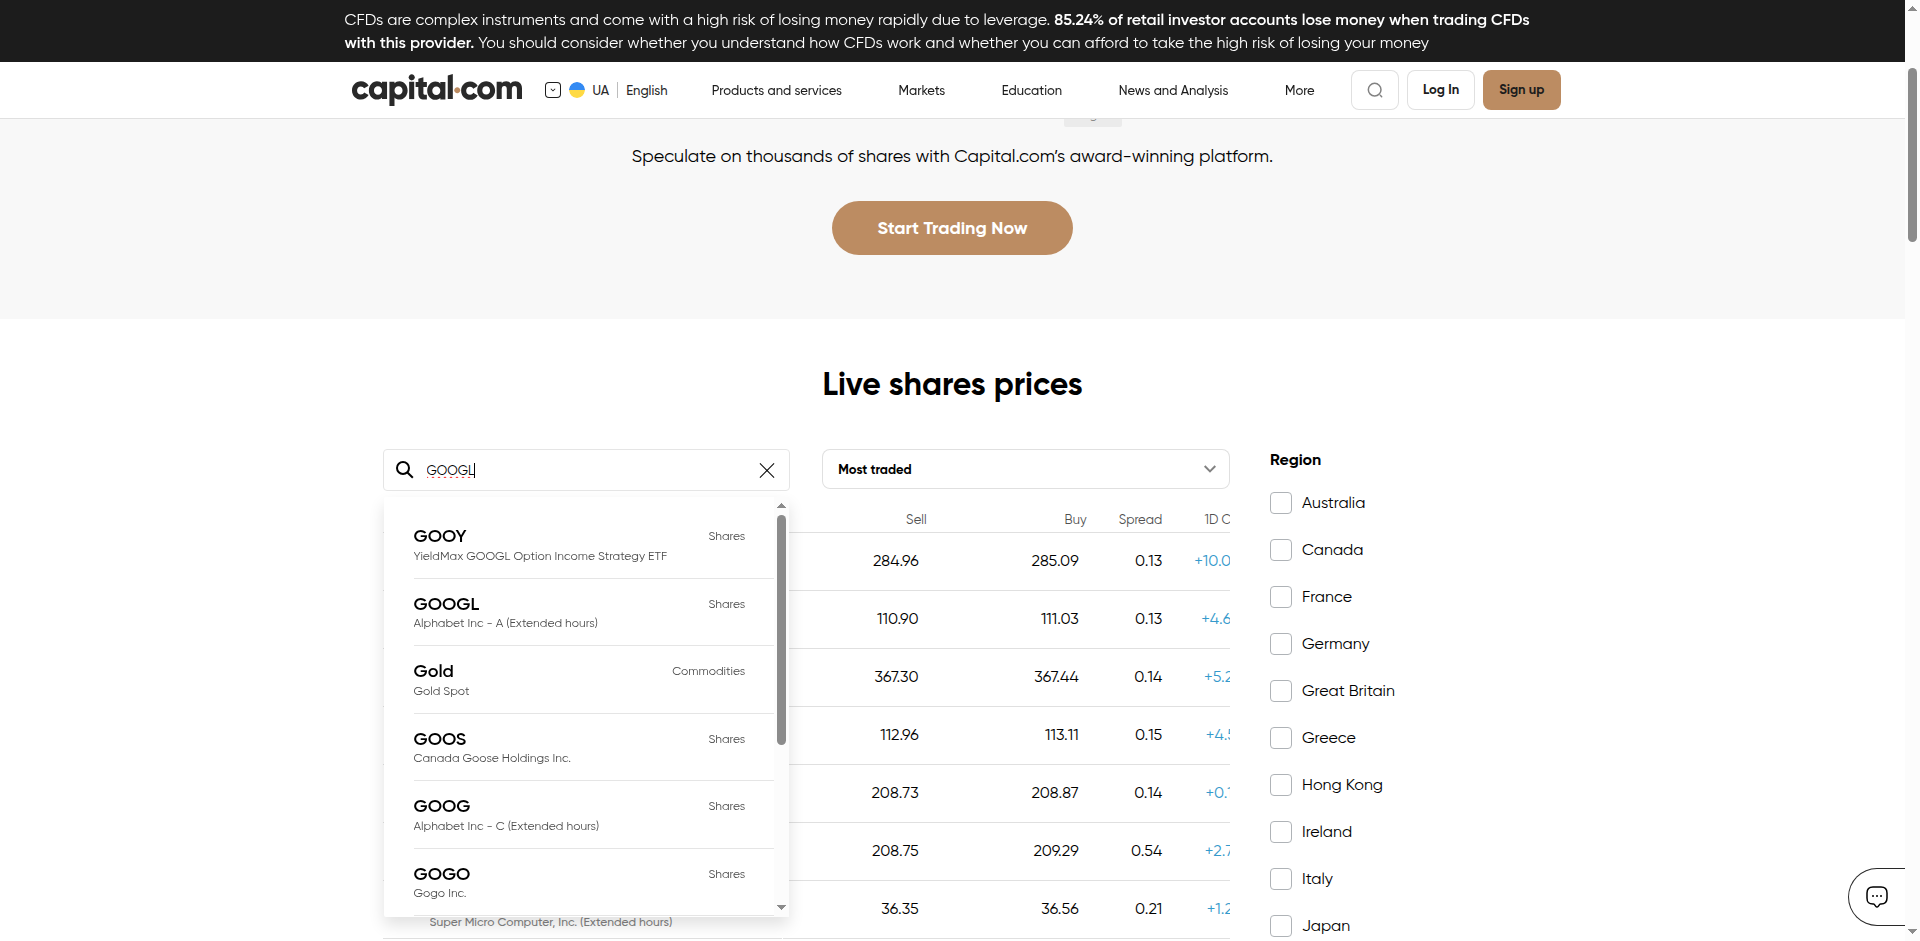 CFDs are complex instruments and come with a high risk of losing money rapidly due to leverage. 85.24% of retail investor accounts lose money when trading CFDs
with this provider. You should consider whether you understand how CFDs work and whether you can afford to take the high risk of losing your money
capital.com
UA
English
Products and services
Markets
Education
News and Analysis
More
Log In
Sign up
Speculate on thousands of shares with Capital.com’s award-winning platform.
Start Trading Now
Live shares prices
GOOGL
Most traded
Region
Sell Buy Spread 1D C
GOOY Shares
YieldMax GOOGL Option Income Strategy ETF
GOOGL Shares
Alphabet Inc - A (Extended hours)
Gold Commodities
Gold Spot
GOOS Shares
Canada Goose Holdings Inc.
GOOG Shares
Alphabet Inc - C (Extended hours)
GOGO Shares
Gogo Inc.
Super Micro Computer, Inc. (Extended hours)
284.96 285.09 0.13 +10.0
110.90 111.03 0.13 +4.6
367.30 367.44 0.14 +5.2
112.96 113.11 0.15 +4.5
208.73 208.87 0.14 +0.1
208.75 209.29 0.54 +2.7
36.35 36.56 0.21 +1.2
Australia
Canada
France
Germany
Great Britain
Greece
Hong Kong
Ireland
Italy
Japan